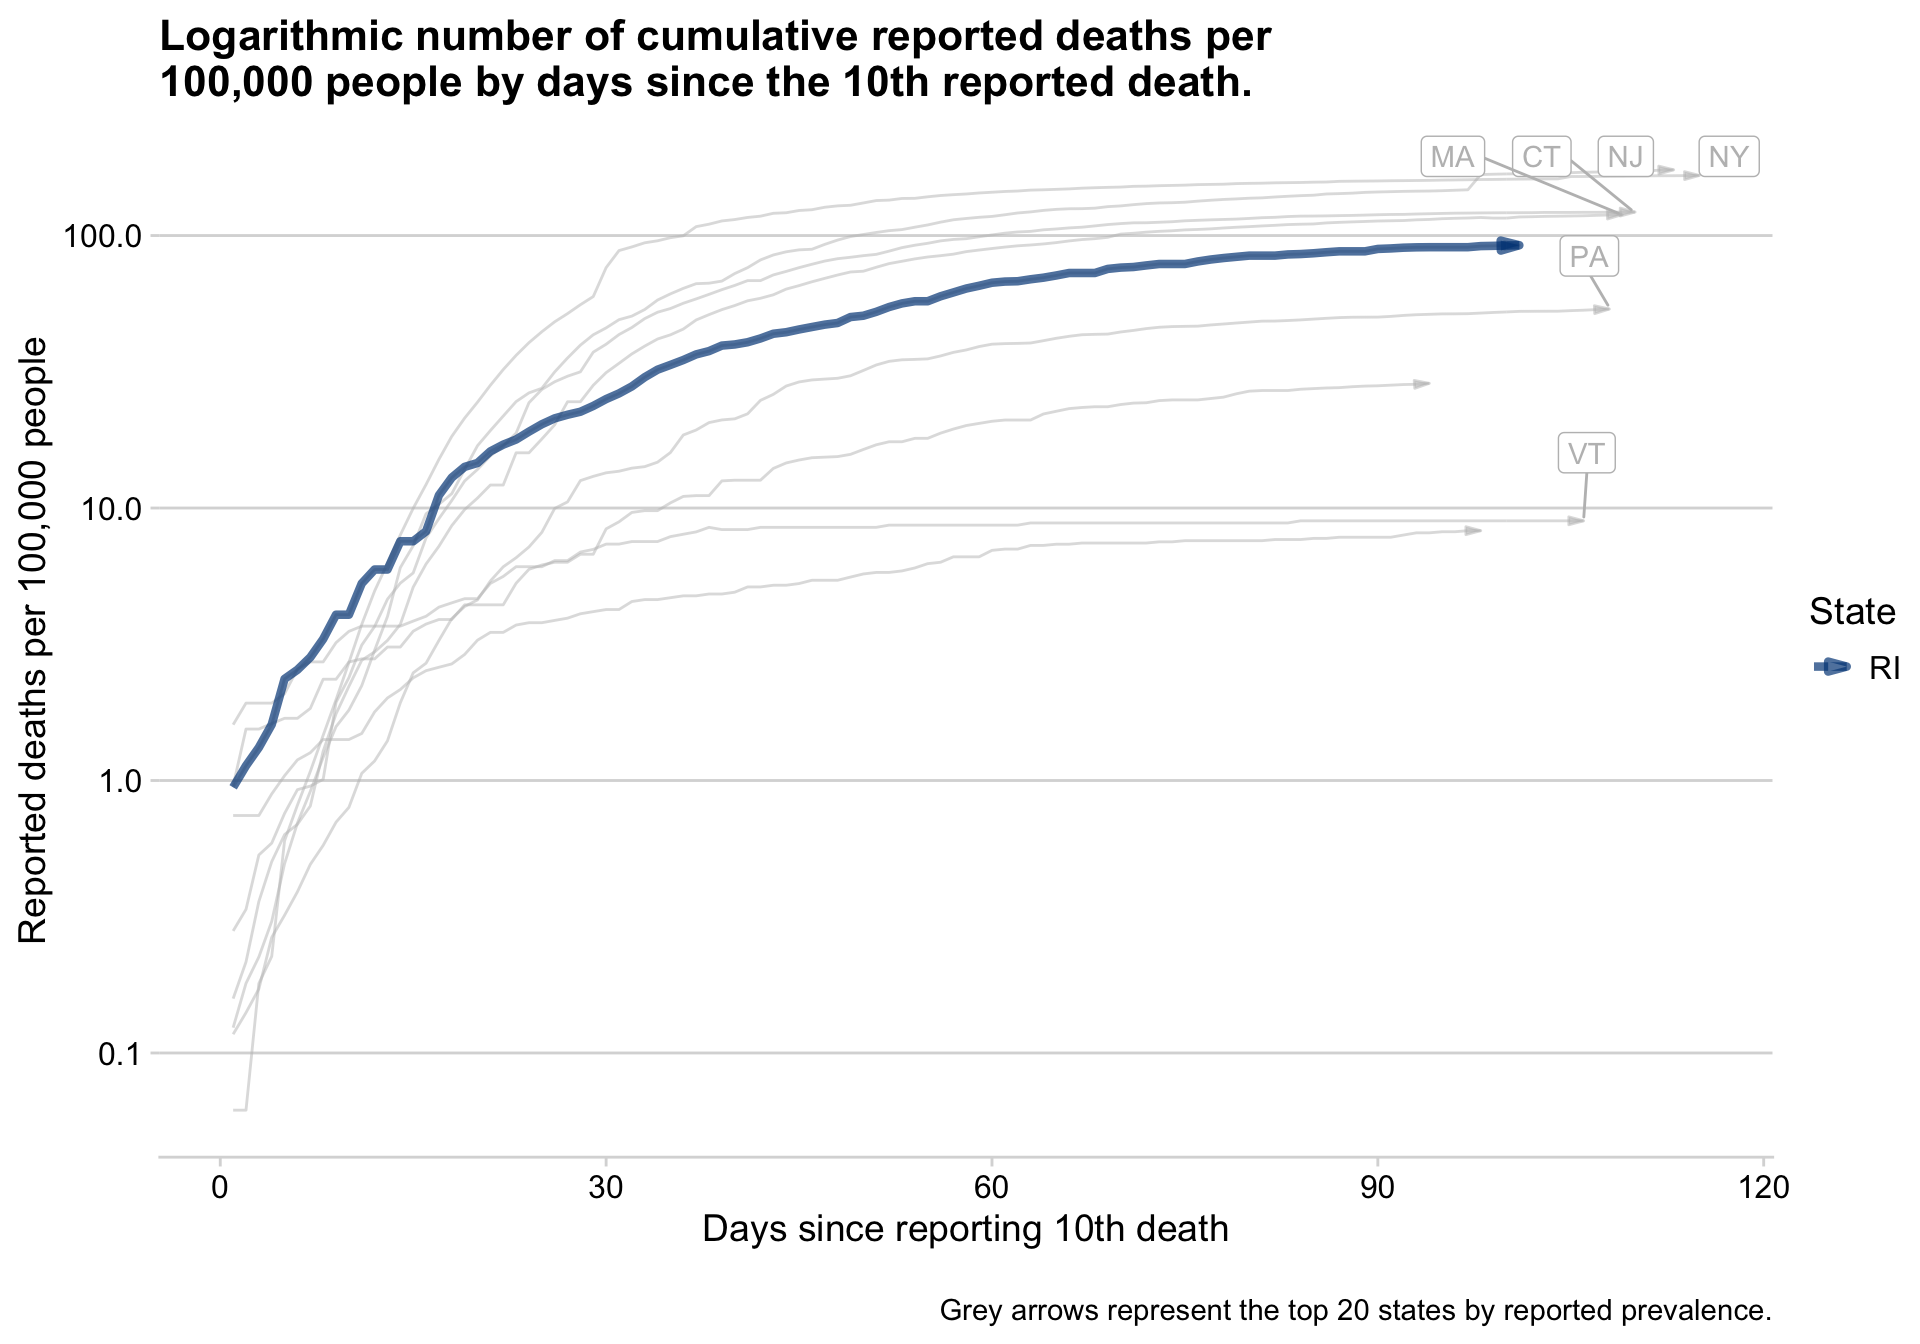 Logarithmic number of cumulative reported deaths per
100,000 people by days since the 10th reported death.
MA
CT
NJ
NY
PA
VT
100.0
10.0
1.0
0.1
Reported deaths per 100,000 people
State
RI
0
30
60
90
120
Days since reporting 10th death
Grey arrows represent the top 20 states by reported prevalence.